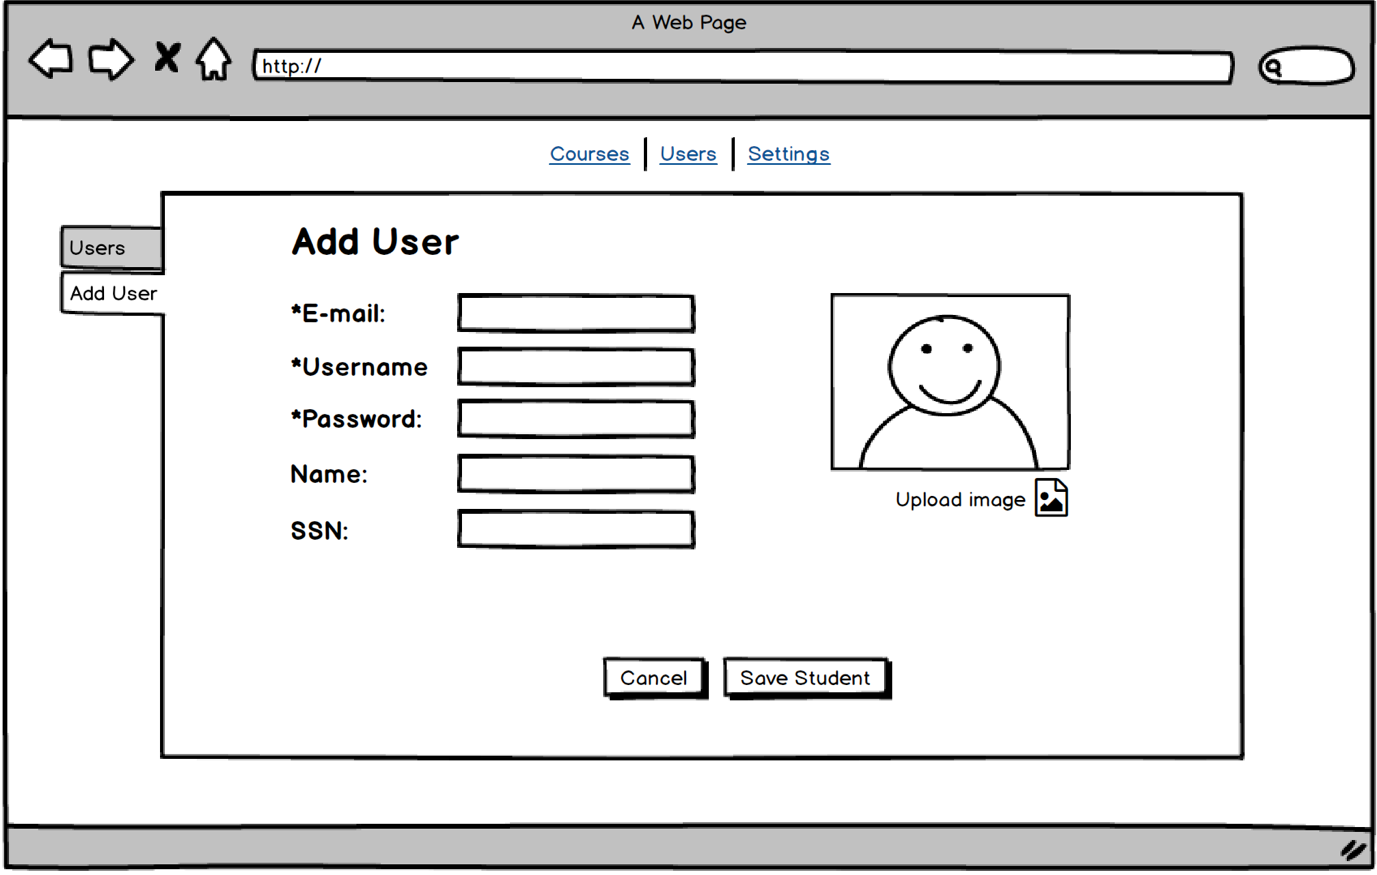 A Web Page
http://
Courses Users Settings
Users
Add User
Add User
*E-mail:
*Username
*Password:
Name:
SSN:
Upload image
Cancel Save Student